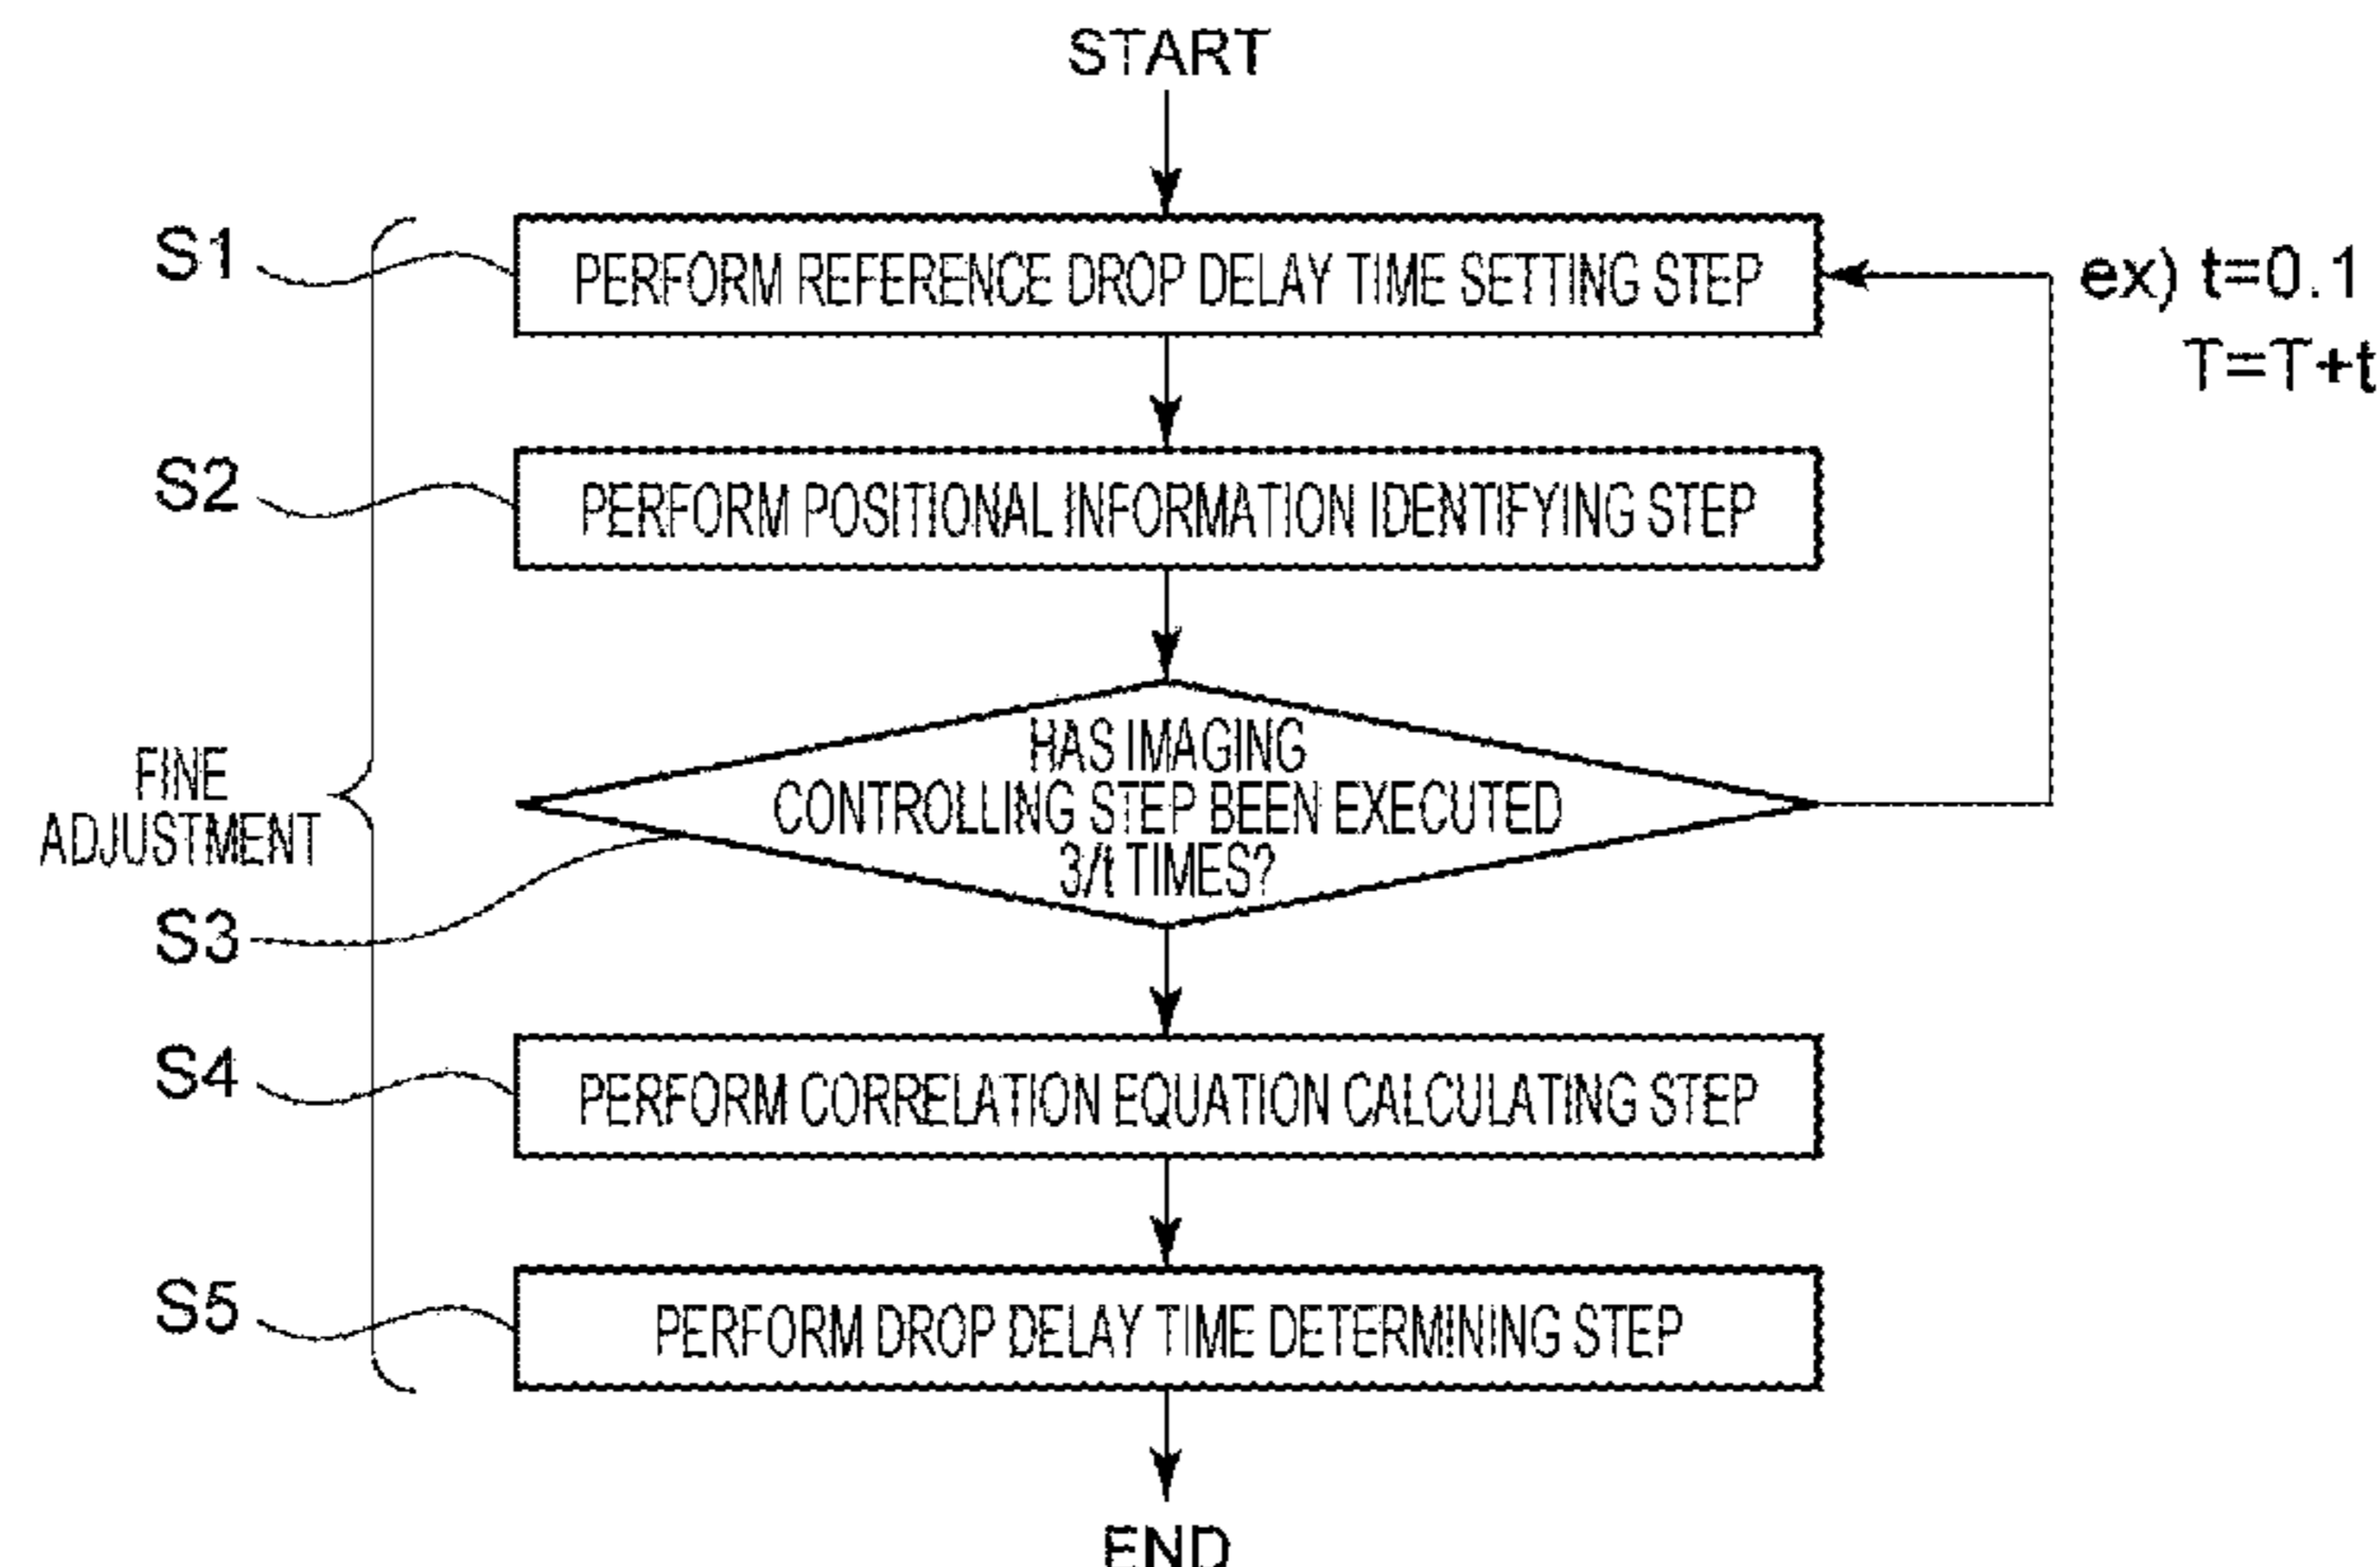 START
S1
PERFORM REFERENCE DROP DELAY TIME SETTING STEP
ex) t=0.1
T=T+t
S2
PERFORM POSITIONAL INFORMATION IDENTIFYING STEP
HAS IMAGING
CONTROLLING STEP BEEN EXECUTED
3/t TIMES?
FINE
ADJUSTMENT
S3
S4
PERFORM CORRELATION EQUATION CALCULATING STEP
S5
PERFORM DROP DELAY TIME DETERMINING STEP
END